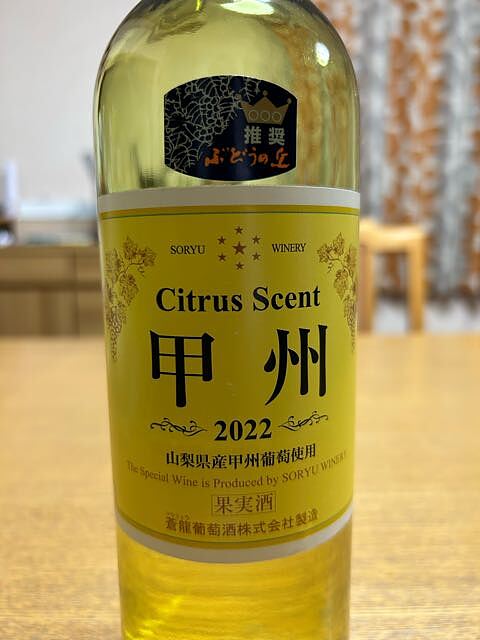 推奨
ぶどうの丘
SORYU WINERY
Citrus Scent
甲州
2022
山梨県産甲州葡萄使用
The Special Wine is Produced by SORYU WINERY
果実酒
蒼龍葡萄酒株式会社製造